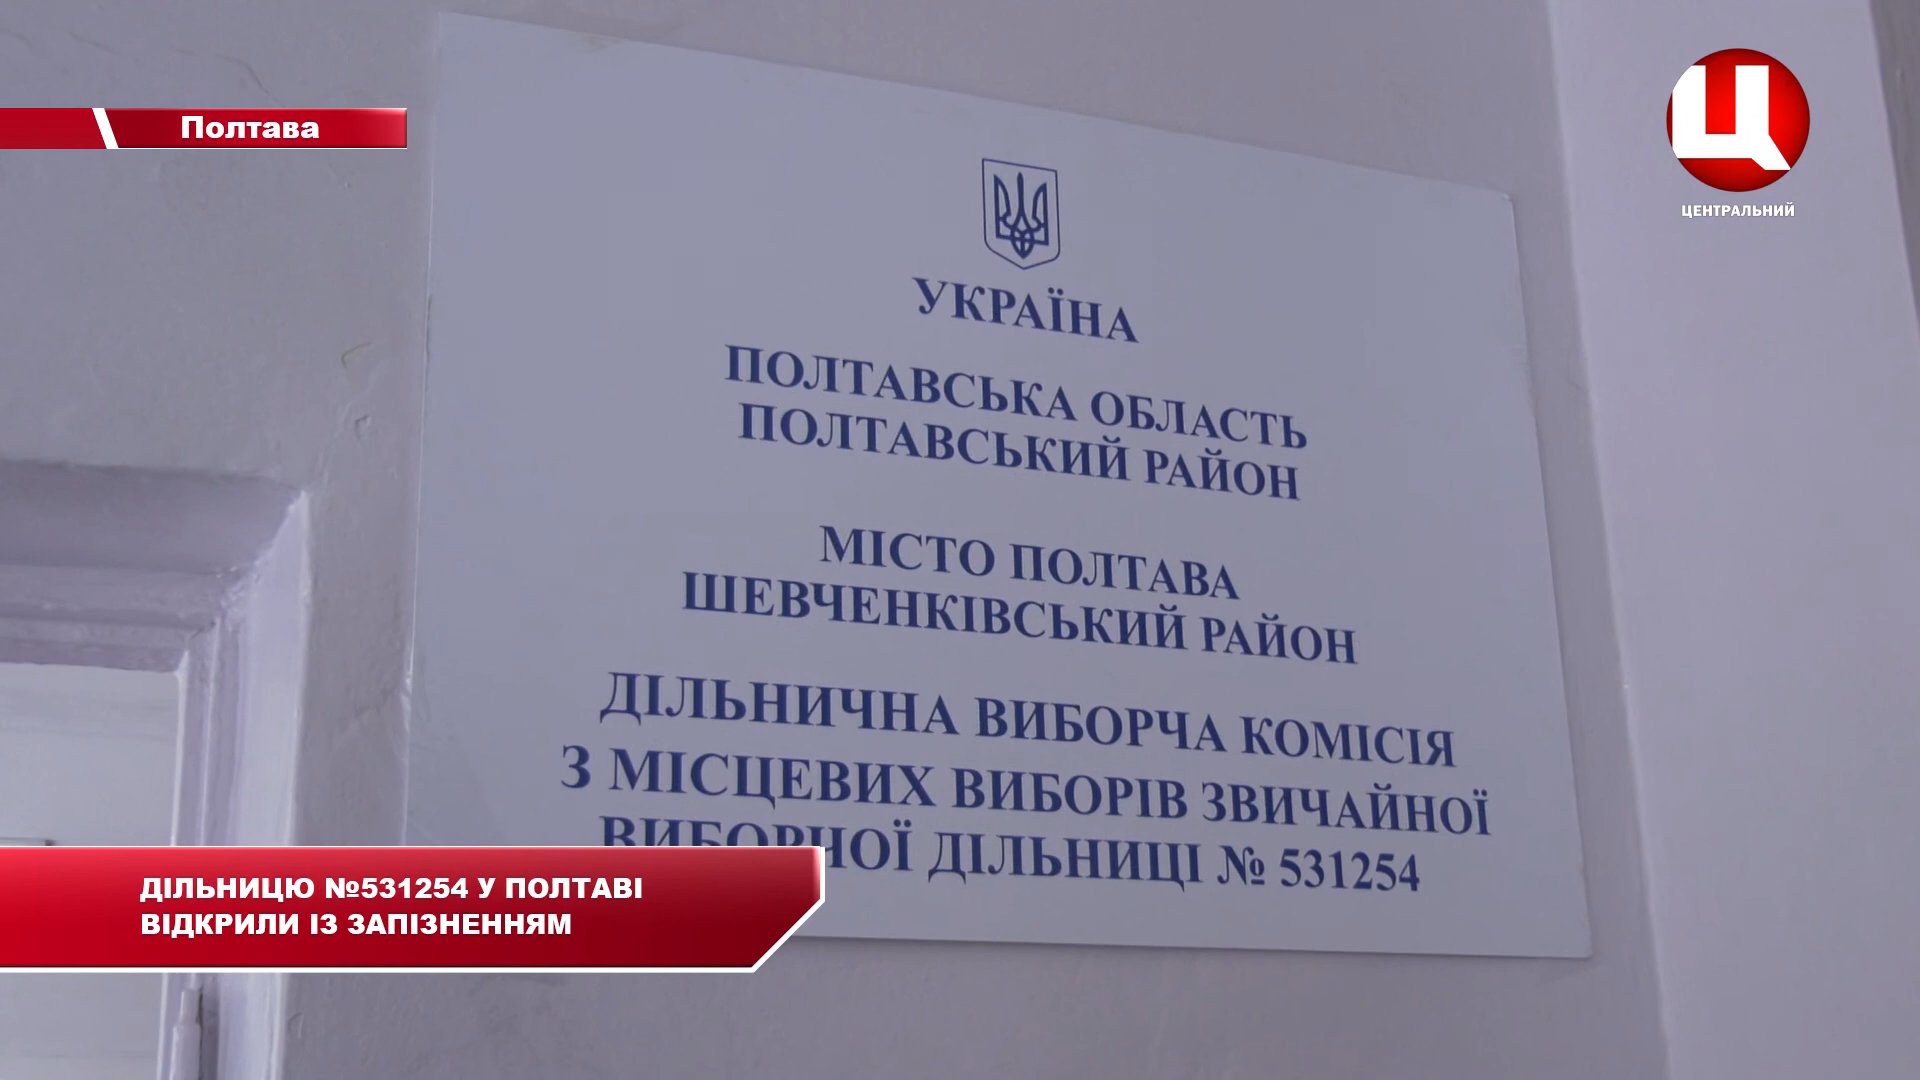 Полтава
Ц
ЦЕНТРАЛЬНИЙ
УКРАЇНА
ПОЛТАВСЬКА ОБЛАСТЬ
ПОЛТАВСЬКИЙ РАЙОН
МІСТО ПОЛТАВА
ШЕВЧЕНКІВСЬКИЙ РАЙОН
ДІЛЬНИЧНА ВИБОРЧА КОМІСІЯ
З МІСЦЕВИХ ВИБОРІВ ЗВИЧАЙНОЇ
ВИБОРЧОЇ ДІЛЬНИЦІ № 531254
ДІЛЬНИЦЮ №531254 У ПОЛТАВІ
ВІДКРИЛИ ІЗ ЗАПІЗНЕННЯМ